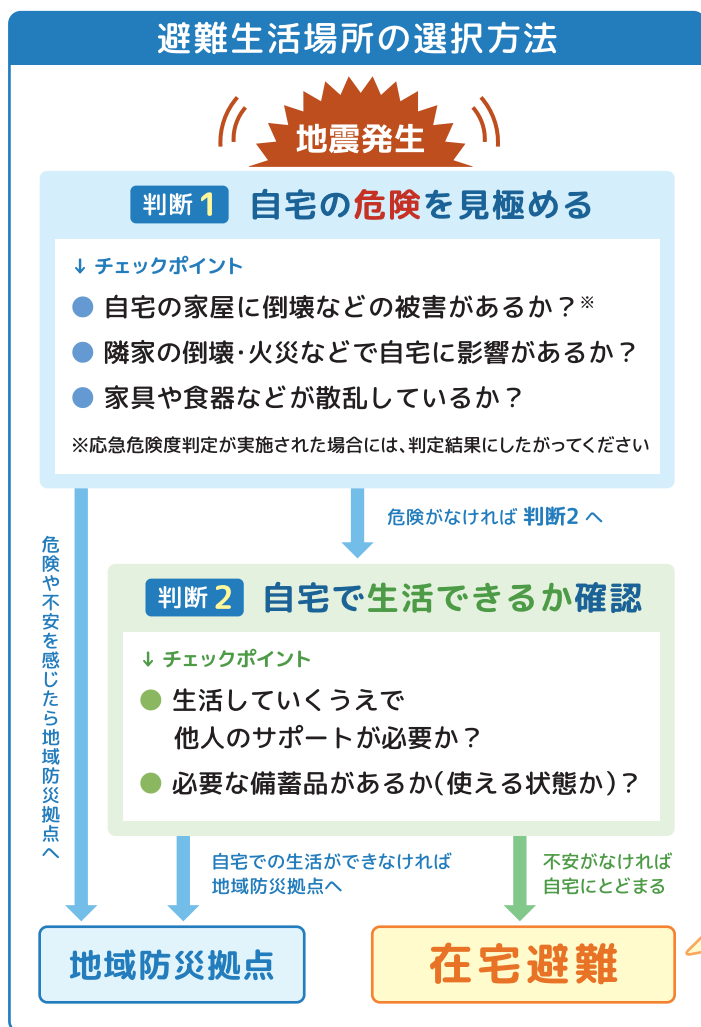 避難生活場所の選択方法
地震発生
判断1 自宅の危険を見極める
↓ チェックポイント
● 自宅の家屋に倒壊などの被害があるか？※
● 隣家の倒壊・火災などで自宅に影響があるか？
● 家具や食器などが散乱しているか？
※応急危険度判定が実施された場合には、判定結果にしたがってください
危険がなければ 判断2 へ
危険や不安を感じたら地域防災拠点へ
判断2 自宅で生活できるか確認
↓ チェックポイント
● 生活していくうえで
他人のサポートが必要か？
● 必要な備蓄品があるか（使える状態か）？
自宅での生活ができなければ
地域防災拠点へ
不安がなければ
自宅にとどまる
地域防災拠点
在宅避難